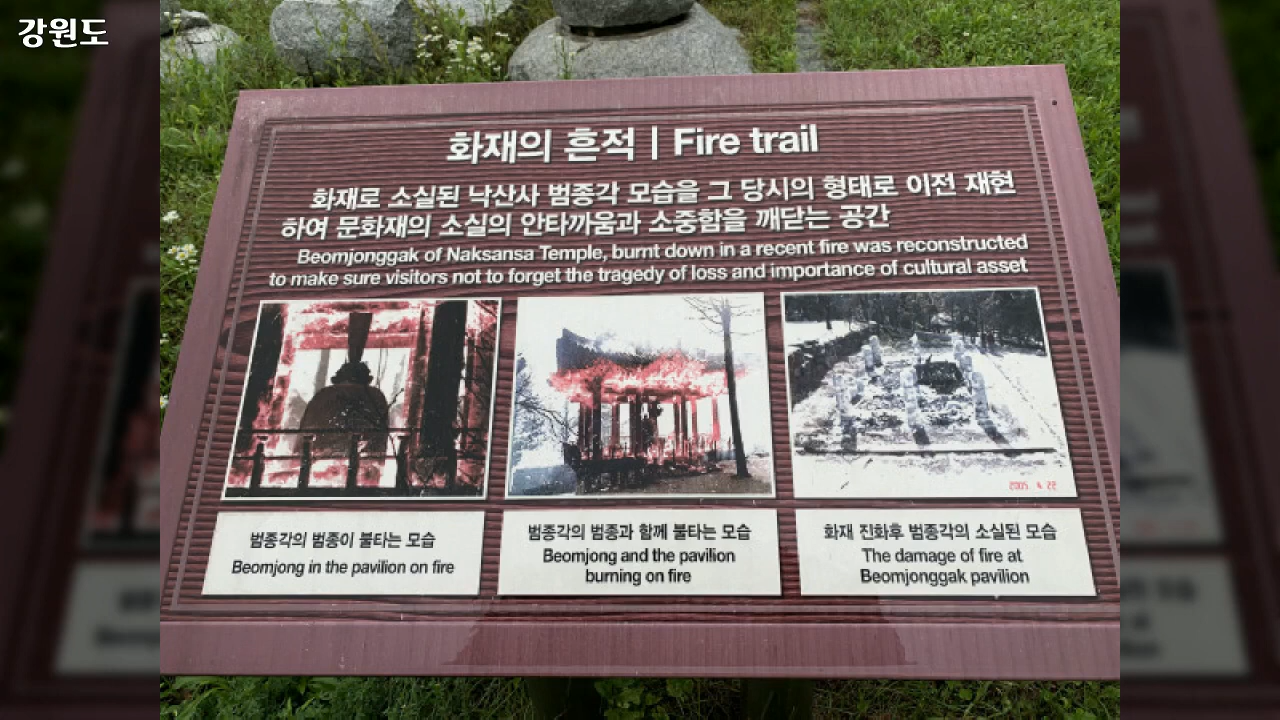 강원도
화재의 흔적 | Fire trail
화재로 소실된 낙산사 범종각 모습을 그 당시의 형태로 이전 재현
하여 문화재의 소실의 안타까움과 소중함을 깨닫는 공간
Beomjonggak of Naksansa Temple, burnt down in a recent fire was reconstructed
to make sure visitors not to forget the tragedy of loss and importance of cultural asset
2005. 4. 22
범종각의 범종이 불타는 모습
Beomjong in the pavilion on fire
범종각의 범종과 함께 불타는 모습
Beomjong and the pavilion
burning on fire
화재 진화후 범종각의 소실된 모습
The damage of fire at
Beomjonggak pavilion